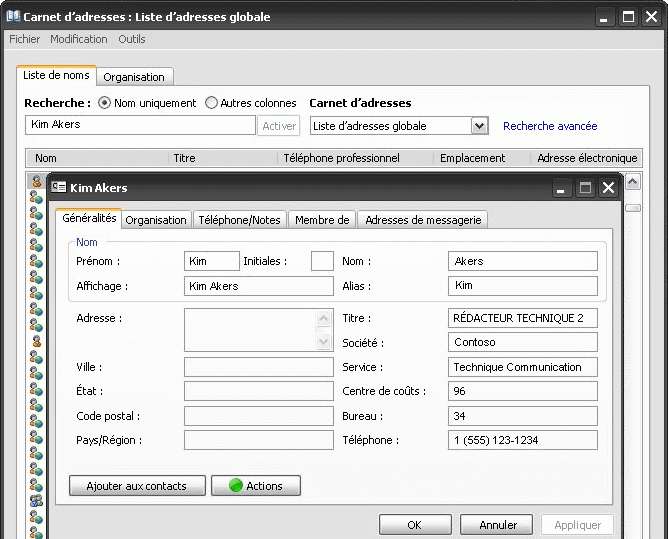 Carnet d'adresses : Liste d'adresses globale
Fichier Modification Outils
Liste de noms Organisation
Recherche : Nom uniquement Autres colonnes Carnet d'adresses
Kim Akers Activer Liste d'adresses globale Recherche avancée
Nom Titre Téléphone professionnel Emplacement Adresse électronique
Kim Akers
Généralités Organisation Téléphone/Notes Membre de Adresses de messagerie
Nom
Prénom : Kim Initiales : Nom : Akers
Affichage : Kim Akers Alias : Kim
Adresse : Titre : RÉDACTEUR TECHNIQUE 2
Société : Contoso
Ville : Service : Technique Communication
État : Centre de coûts : 96
Code postal : Bureau : 34
Pays/Région : Téléphone : 1 (555) 123-1234
Ajouter aux contacts Actions
OK Annuler Appliquer